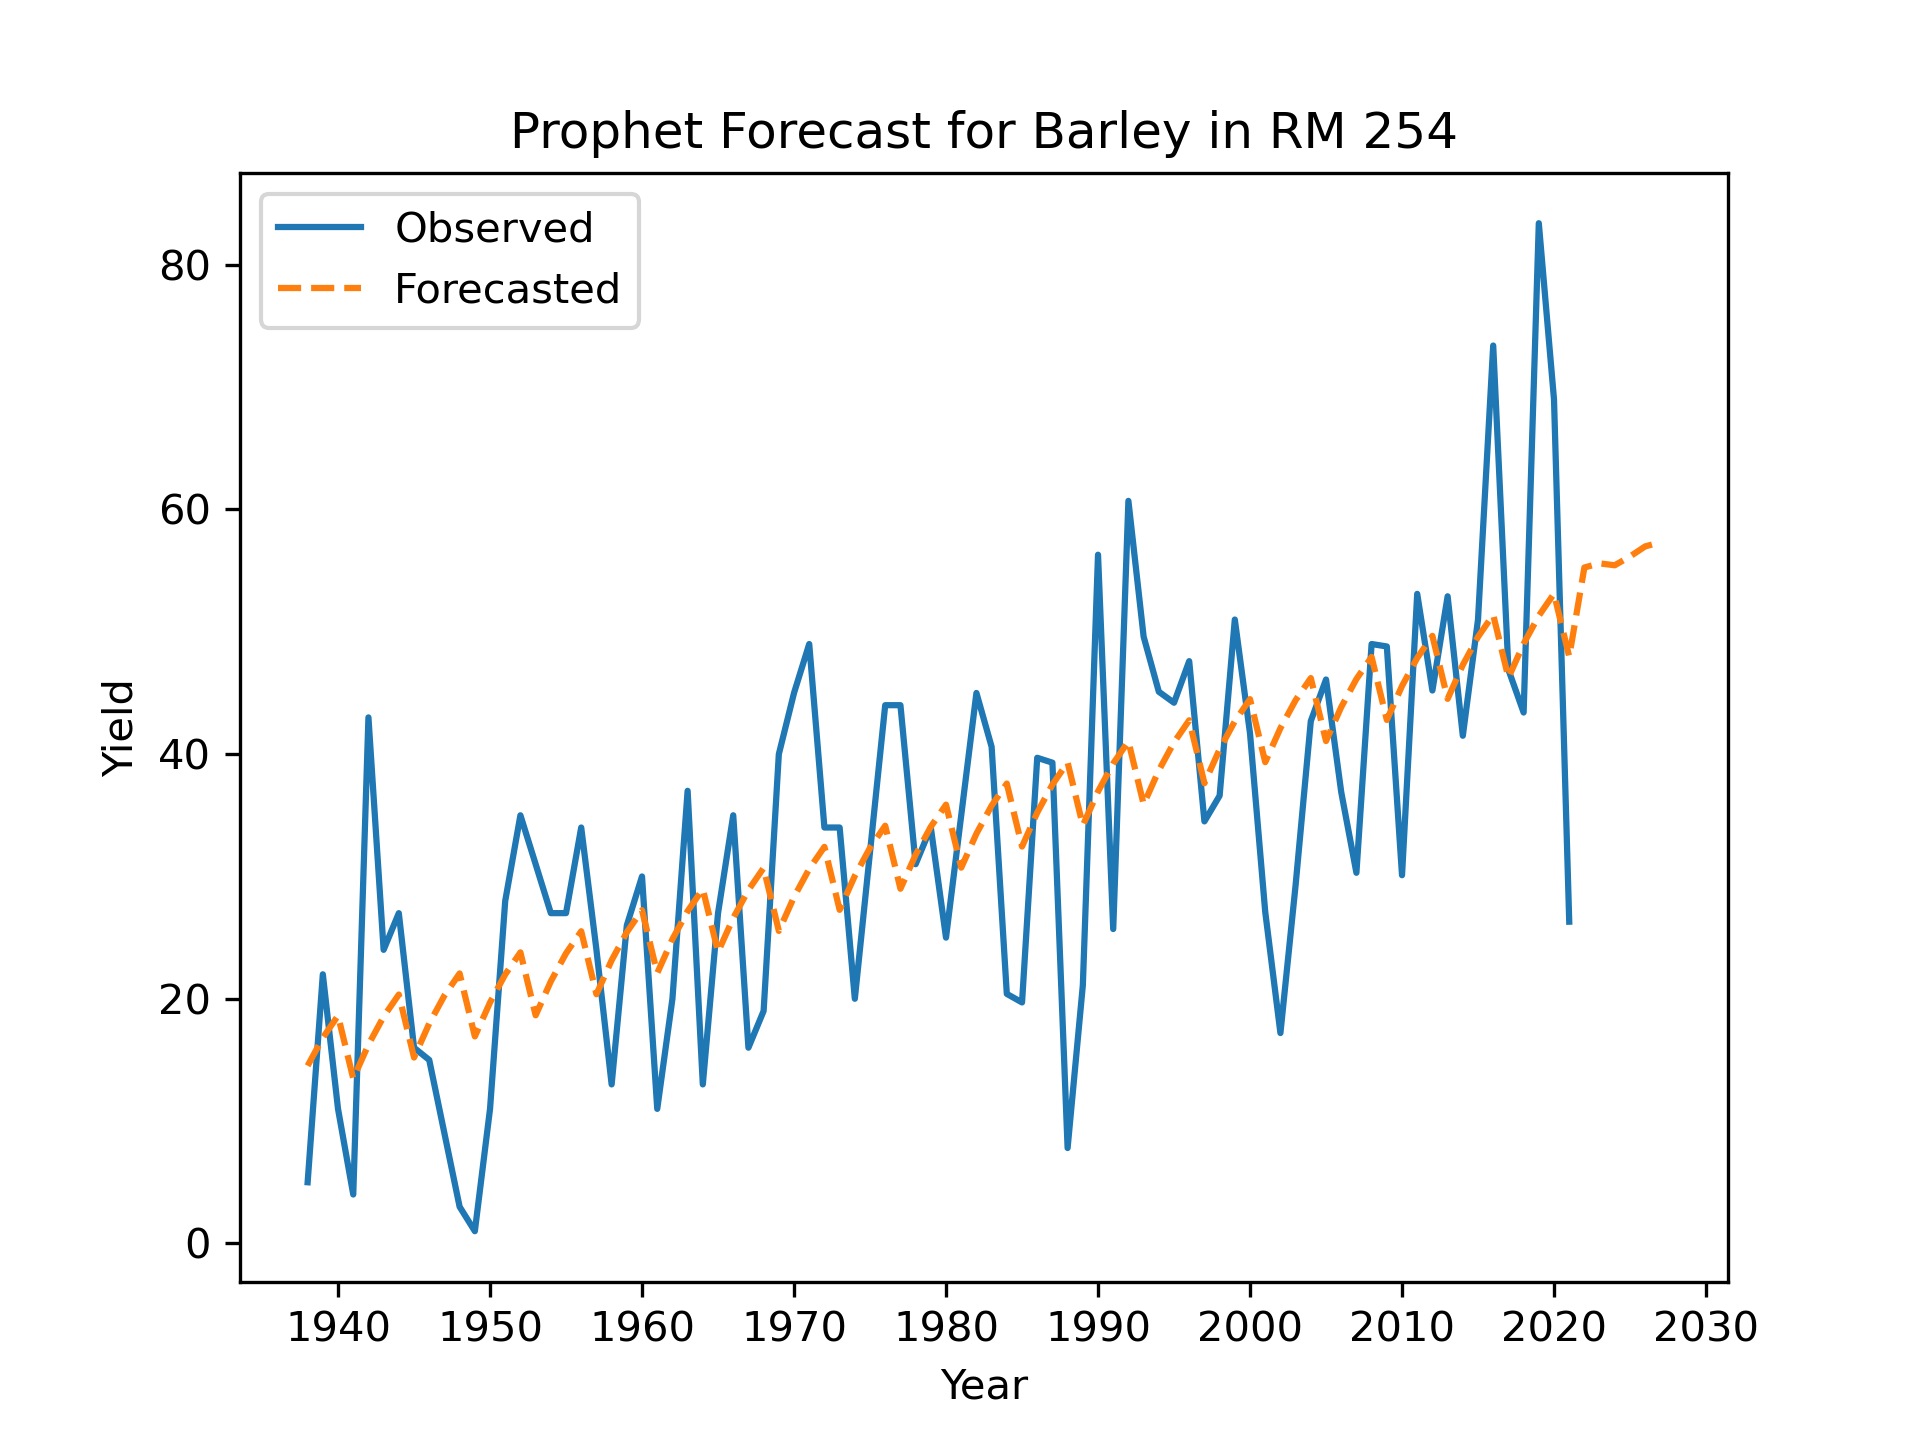 Prophet Forecast for Barley in RM 254
Observed
Forecasted
80
60
40
20
0
Yield
1940 1950 1960 1970 1980 1990 2000 2010 2020 2030
Year